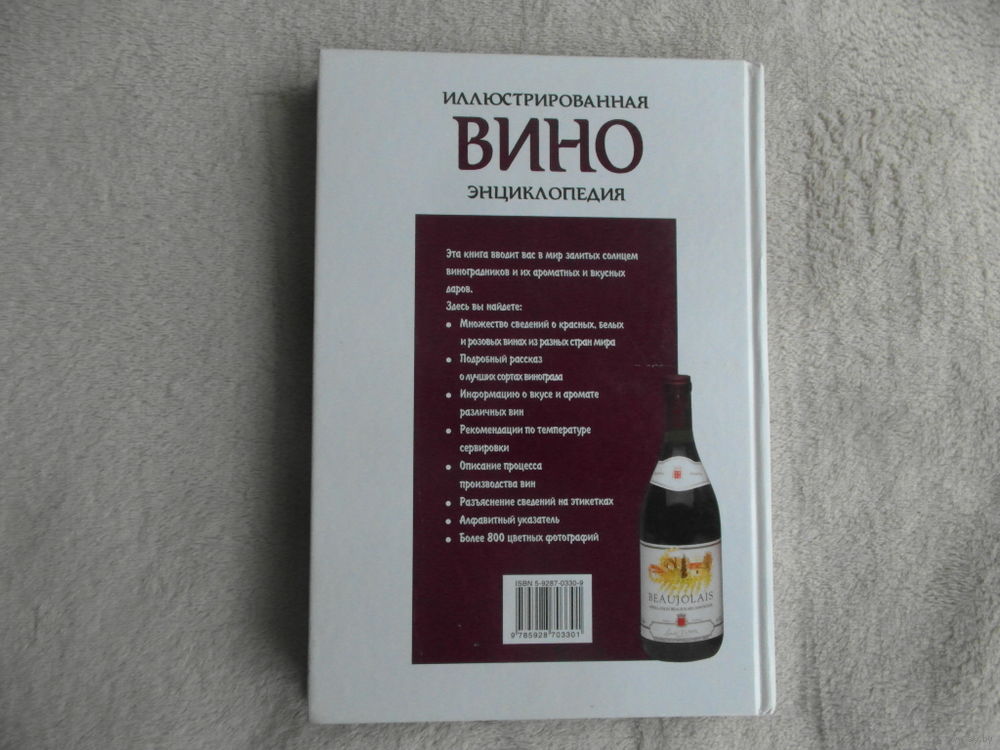 ИЛЛЮСТРИРОВАННАЯ
ВИНО
ЭНЦИКЛОПЕДИЯ
Эта книга вводит вас в мир залитых солнцем
виноградников и их ароматных и вкусных
даров.
Здесь вы найдете:
• Множество сведений о красных, белых
и розовых винах из разных стран мира
• Подробный рассказ
о лучших сортах винограда
• Информацию о вкусе и аромате
различных вин
• Рекомендации по температуре
сервировки
• Описание процесса
производства вин
• Разъяснение сведений на этикетках
• Алфавитный указатель
• Более 800 цветных фотографий
ISBN 5-9287-0330-9
9 785928 703301
BEAUJOLAIS